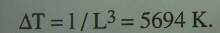 ΔT = 1 / L³ = 5694 K.